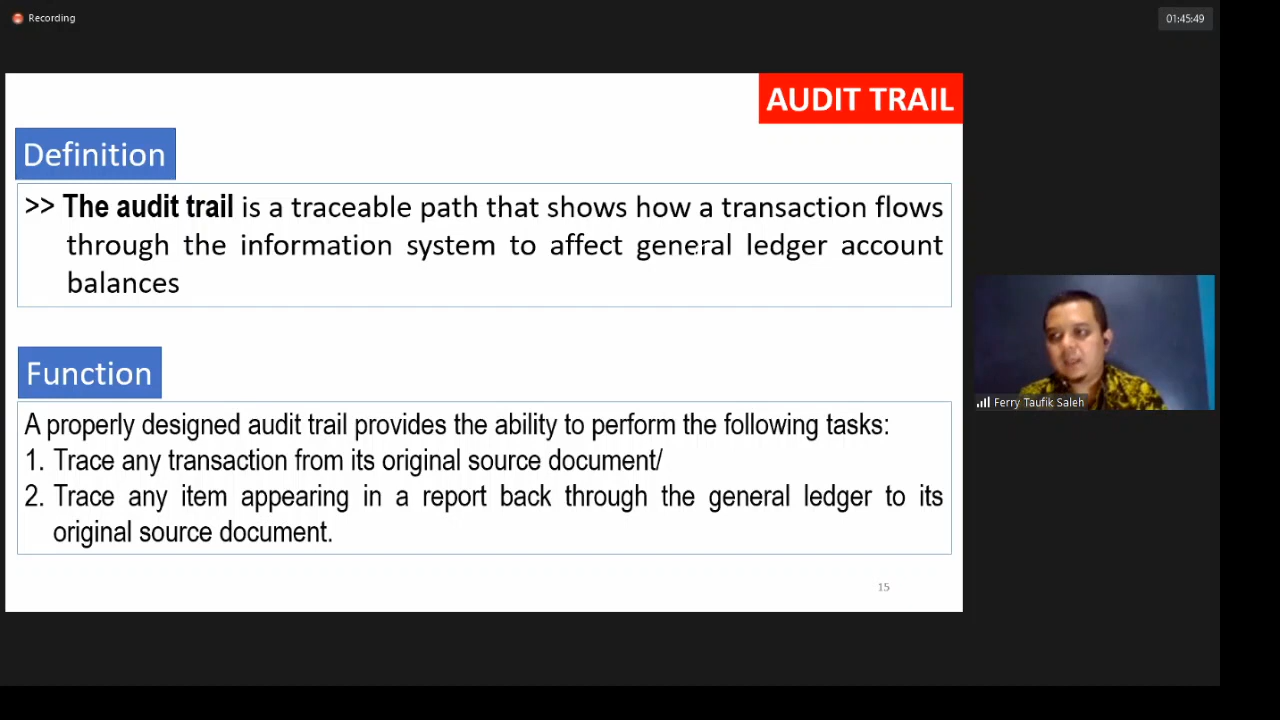 Recording
01:45:49
AUDIT TRAIL
Definition
>> The audit trail is a traceable path that shows how a transaction flows
through the information system to affect general ledger account
balances
Function
A properly designed audit trail provides the ability to perform the following tasks:
1. Trace any transaction from its original source document/
2. Trace any item appearing in a report back through the general ledger to its
original source document.
15
Ferry Taufik Saleh